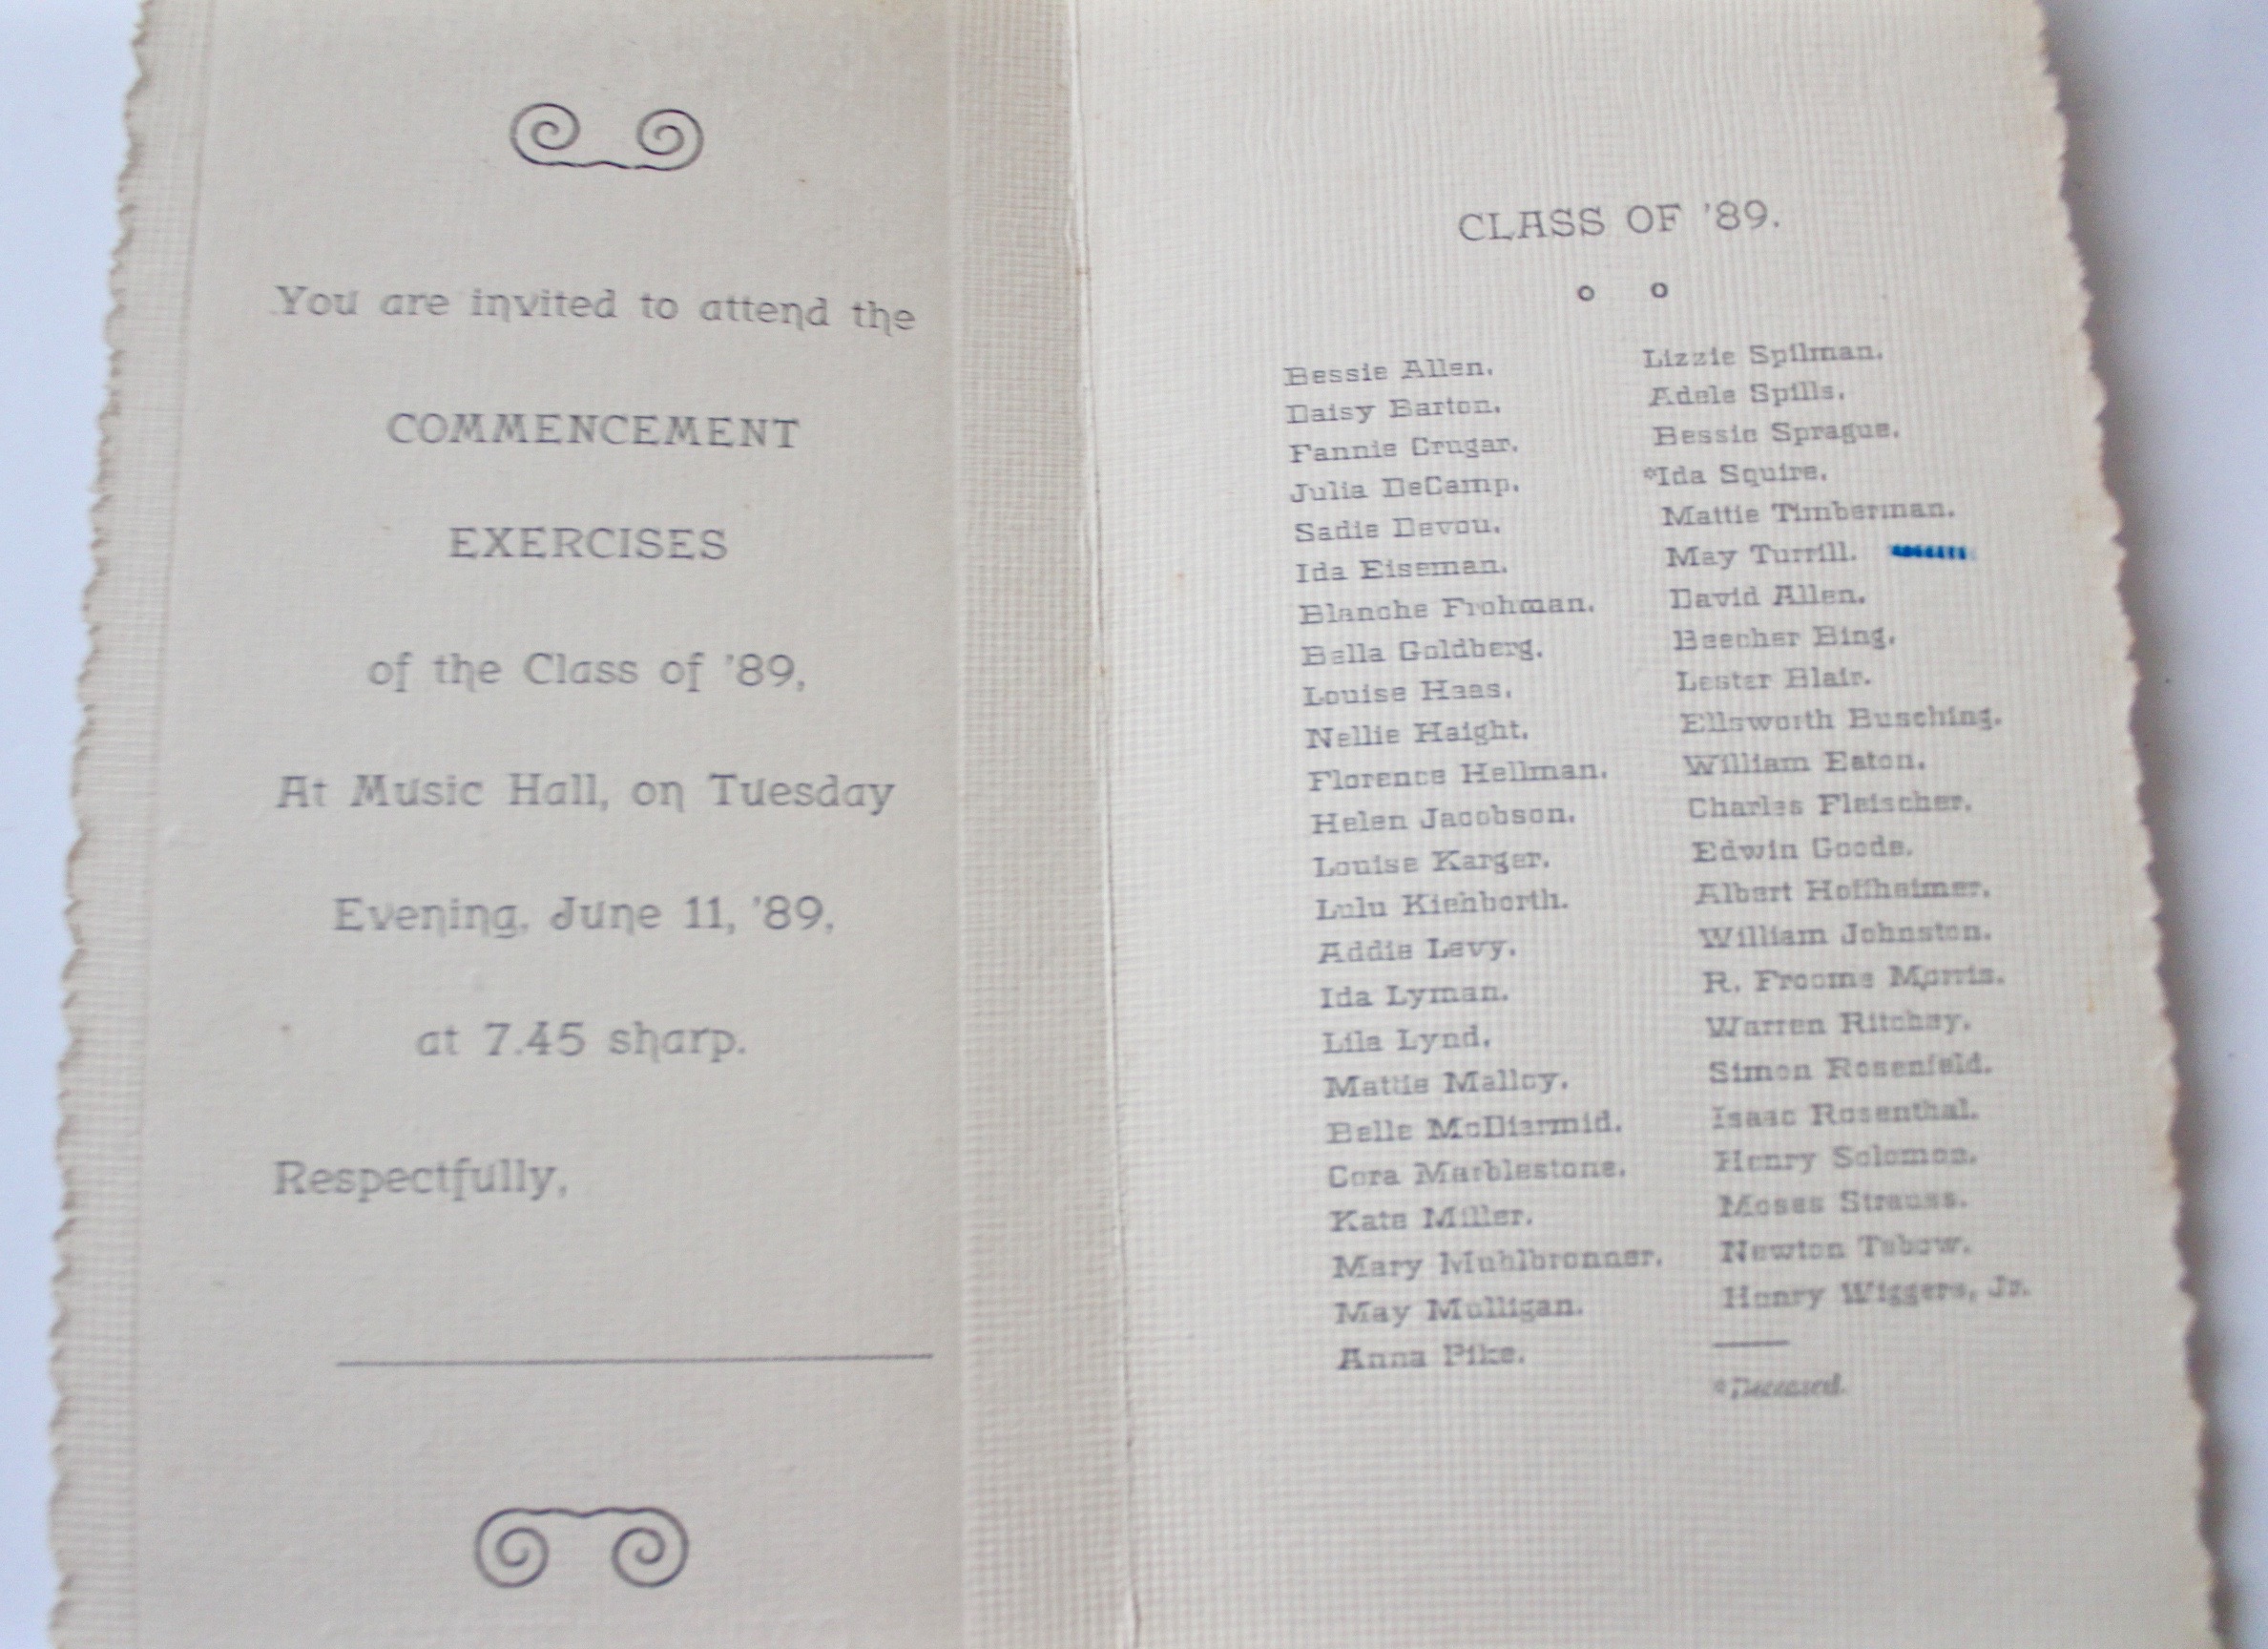 You are invited to attend the
COMMENCEMENT
EXERCISES
of the Class of '89,
At Music Hall, on Tuesday
Evening, June 11, '89,
at 7.45 sharp.
Respectfully,
CLASS OF '89.
Bessie Allen.
Daisy Barton.
Fannie Crugar.
Julia DeCamp.
Sadie Devou.
Ida Eiseman.
Blanche Frohman.
Bella Goldberg.
Louise Haas.
Nellie Haight.
Florence Hellman.
Helen Jacobson.
Louise Karger.
Lulu Kiehborth.
Addie Levy.
Ida Lyman.
Lila Lynd.
Mattie Malloy.
Belle McDiarmid.
Cora Marblestone.
Kate Miller.
Mary Muhlbronner.
May Mulligan.
Anna Pike.
Lizzie Spilman.
Adele Spills.
Bessie Sprague.
*Ida Squire.
Mattie Timberman.
May Turrill.
David Allen.
Beecher Bing.
Lester Blair.
Ellsworth Busching.
William Eaton.
Charles Fleischer.
Edwin Goode.
Albert Hoffheimer.
William Johnston.
R. Froome Morris.
Warren Ritchey.
Simon Rosenfeld.
Isaac Rosenthal.
Henry Solomon.
Moses Strauss.
Newton Tebow.
Henry Wiggers, Jr.
*Deceased.